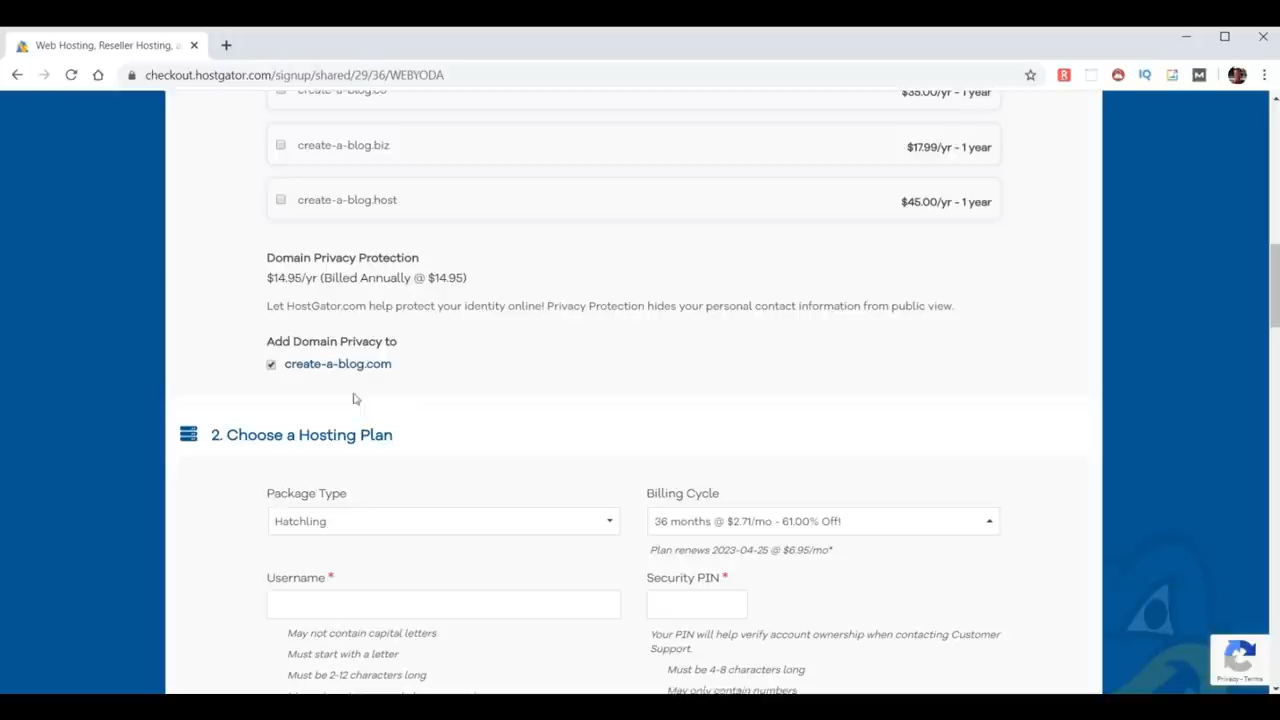 Web Hosting, Reseller Hosting,
checkout.hostgator.com/signup/shared/29/36/WEBYODA
create-a-blog.co
$35.00/yr - 1 year
create-a-blog.biz
$17.99/yr - 1 year
create-a-blog.host
$45.00/yr - 1 year
Domain Privacy Protection
$14.95/yr (Billed Annually @ $14.95)
Let HostGator.com help protect your identity online! Privacy Protection hides your personal contact information from public view.
Add Domain Privacy to
create-a-blog.com
2. Choose a Hosting Plan
Package Type
Hatchling
Billing Cycle
36 months @ $2.71/mo - 61.00% Off!
Plan renews 2023-04-25 @ $6.95/mo*
Username *
May not contain capital letters
Must start with a letter
Must be 2-12 characters long
Security PIN *
Your PIN will help verify account ownership when contacting Customer
Support.
Must be 4-8 characters long
May only contain numbers
Privacy - Terms